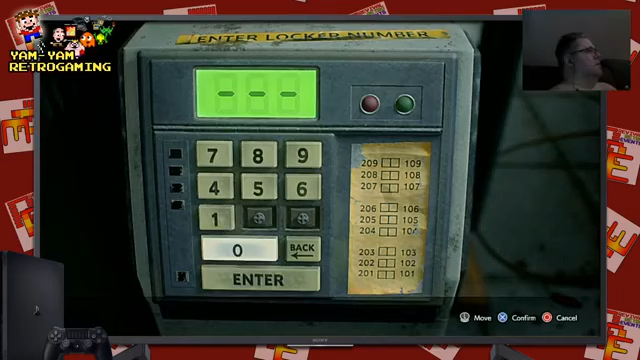 YAM-YAM-
RETROGAMING
ENTER LOCKER NUMBER
- - -
7 8 9
4 5 6
1
0 BACK
ENTER
209 109
208 108
207 107
206 106
205 105
204 104
203 103
202 102
201 101
Move Confirm Cancel
SONY